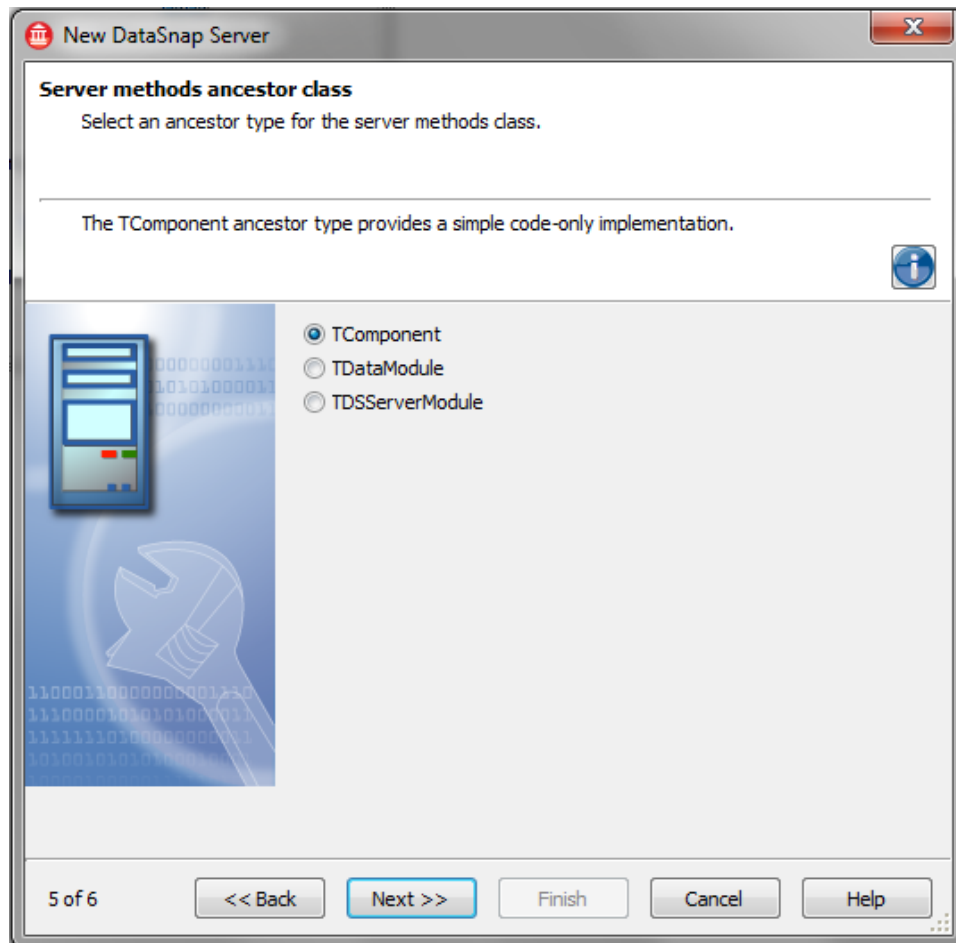 New DataSnap Server
Server methods ancestor class
Select an ancestor type for the server methods class.
The TComponent ancestor type provides a simple code-only implementation.
TComponent
TDataModule
TDSServerModule
5 of 6
<< Back
Next >>
Finish
Cancel
Help